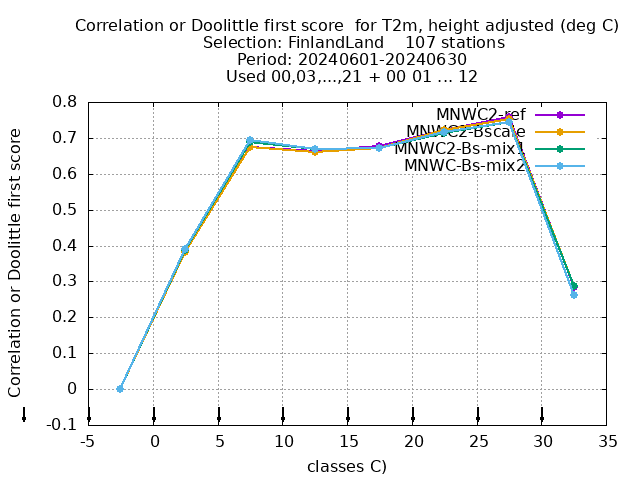 Correlation or Doolittle first score  for T2m, height adjusted (deg C)
Selection: FinlandLand    107 stations
Period: 20240601-20240630
Used 00,03,...,21 + 00 01 ... 12
Correlation or Doolittle first score
0.8
0.7
0.6
0.5
0.4
0.3
0.2
0.1
0
-0.1
MNWC2-ref
MNWC2-Bscale
MNWC2-Bs-mix1
MNWC-Bs-mix2
-5
0
5
10
15
20
25
30
35
classes C)